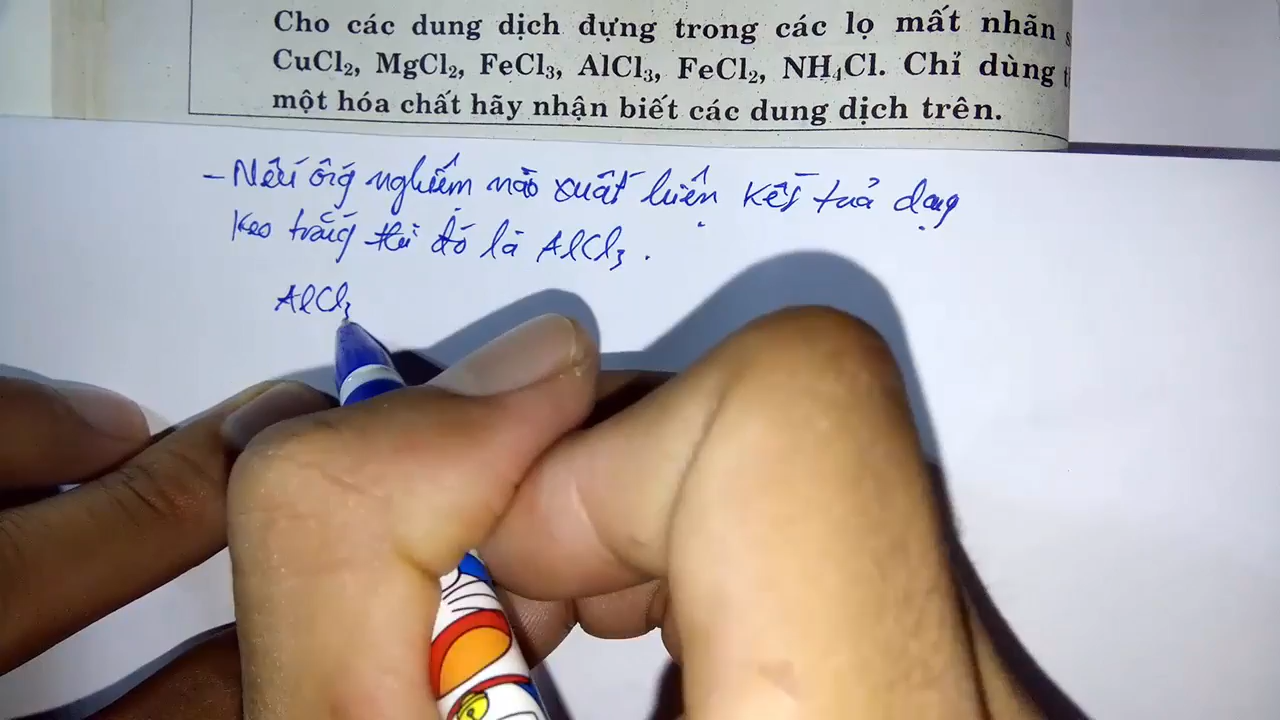 Cho các dung dịch đựng trong các lọ mất nhãn
CuCl₂, MgCl₂, FeCl₃, AlCl₃, FeCl₂, NH₄Cl. Chỉ dùng
một hóa chất hãy nhận biết các dung dịch trên.
- Nếu ống nghiệm nào xuất hiện kết tủa dạng
keo trắng thì đó là AlCl₃.
AlCl₃